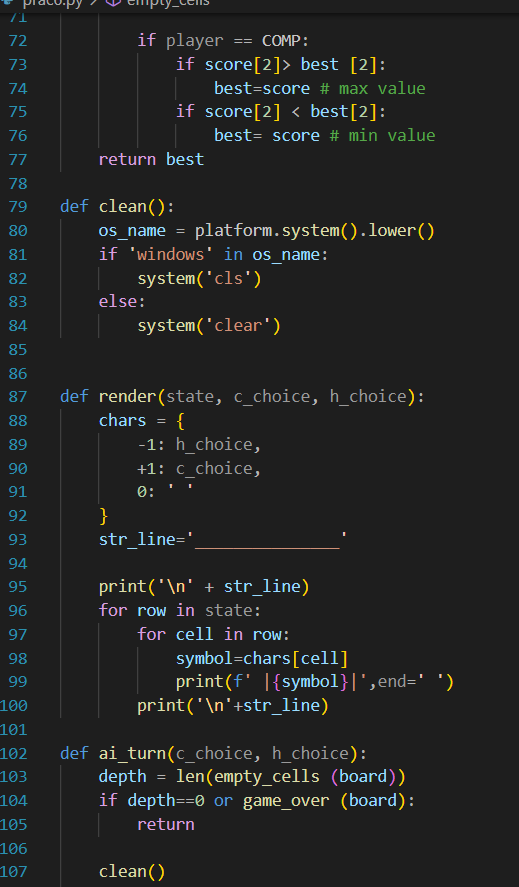 praco.py > empty_cells
71
72 if player == COMP:
73 if score[2]> best [2]:
74 best=score # max value
75 if score[2] < best[2]:
76 best= score # min value
77 return best
78
79 def clean():
80 os_name = platform.system().lower()
81 if 'windows' in os_name:
82 system('cls')
83 else:
84 system('clear')
85
86
87 def render(state, c_choice, h_choice):
88 chars = {
89 -1: h_choice,
90 +1: c_choice,
91 0: ' '
92 }
93 str_line='_______________'
94
95 print('\n' + str_line)
96 for row in state:
97 for cell in row:
98 symbol=chars[cell]
99 print(f' |{symbol}|',end=' ')
100 print('\n'+str_line)
101
102 def ai_turn(c_choice, h_choice):
103 depth = len(empty_cells (board))
104 if depth==0 or game_over (board):
105 return
106
107 clean()